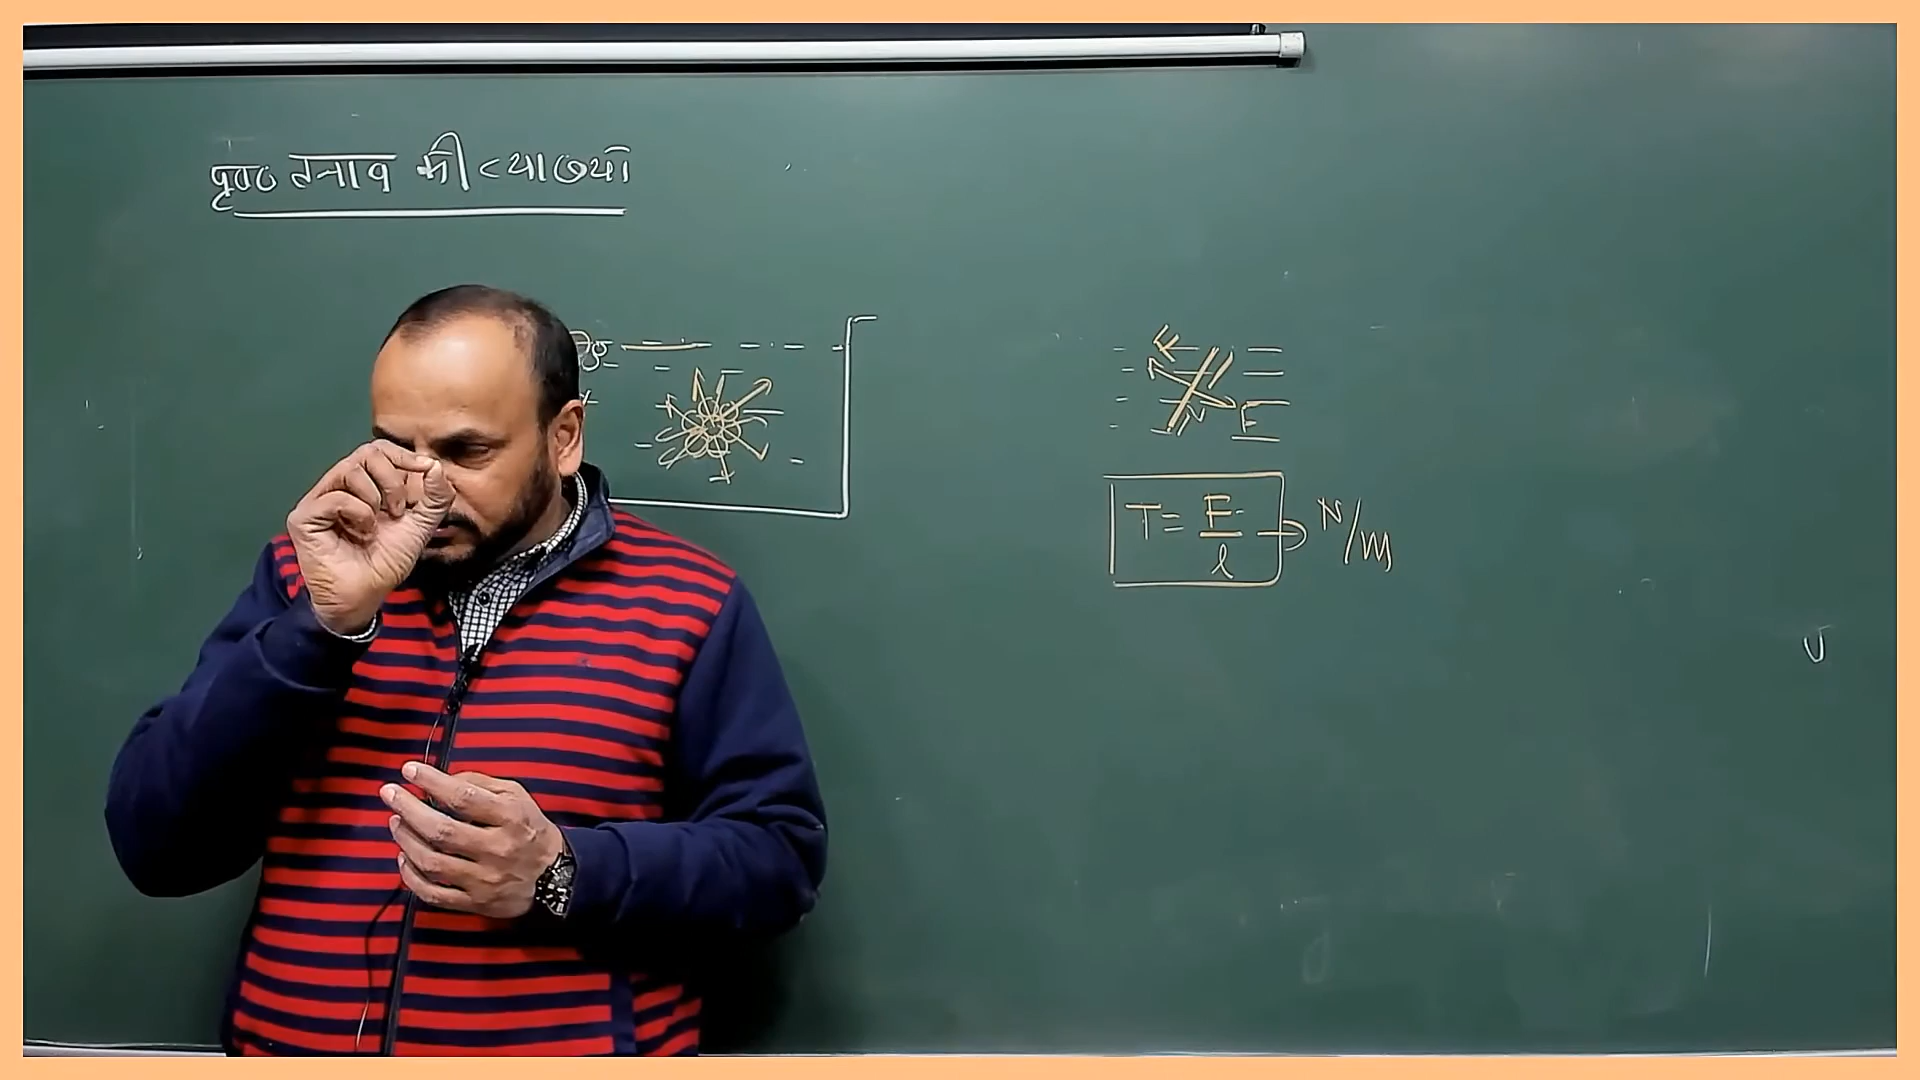 पृष्ठ तनाव की व्याख्या
F
F
T = F/l → N/m